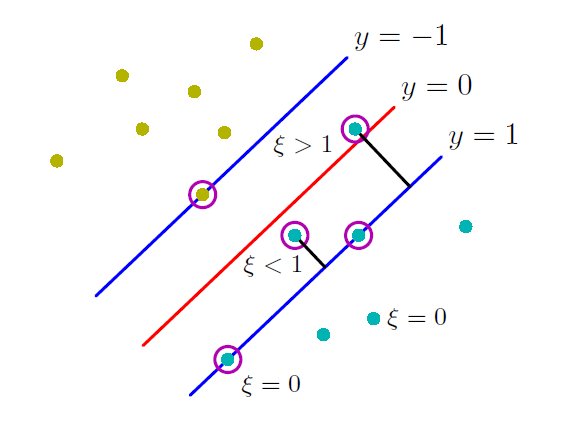 y = −1
y = 0
y = 1
ξ > 1
ξ < 1
ξ = 0
ξ = 0